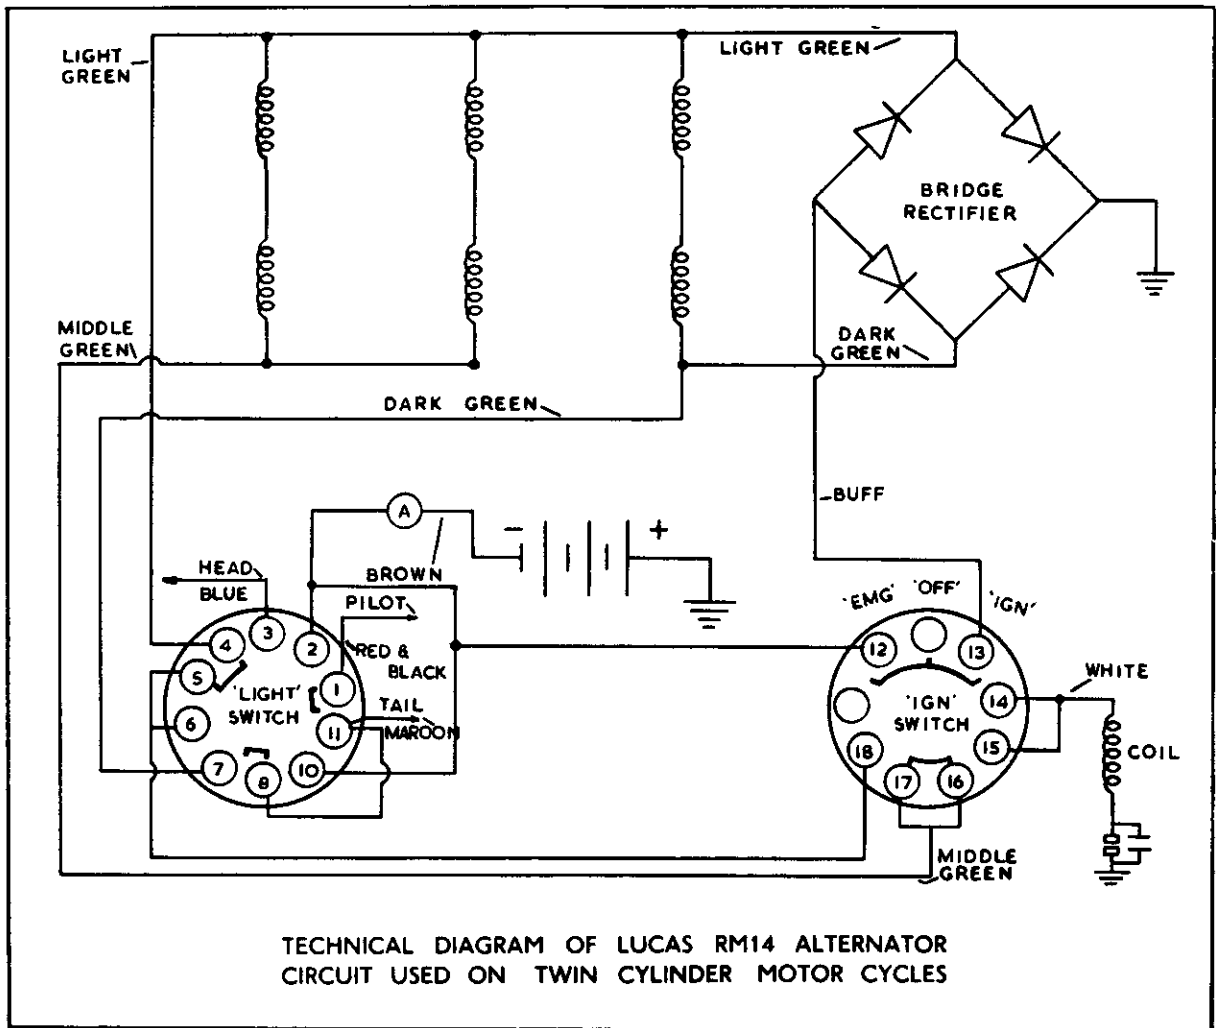 LIGHT
GREEN
LIGHT GREEN
BRIDGE
RECTIFIER
MIDDLE
GREEN
DARK
GREEN
DARK GREEN
BUFF
A
- +
BROWN
HEAD
BLUE
PILOT
RED &
BLACK
TAIL
MAROON
'LIGHT'
SWITCH
1
2
3
4
5
6
7
8
10
11
'EMG' 'OFF' 'IGN'
12
13
14
15
16
17
18
'IGN'
SWITCH
WHITE
COIL
MIDDLE
GREEN
TECHNICAL DIAGRAM OF LUCAS RM14 ALTERNATOR
CIRCUIT USED ON TWIN CYLINDER MOTOR CYCLES